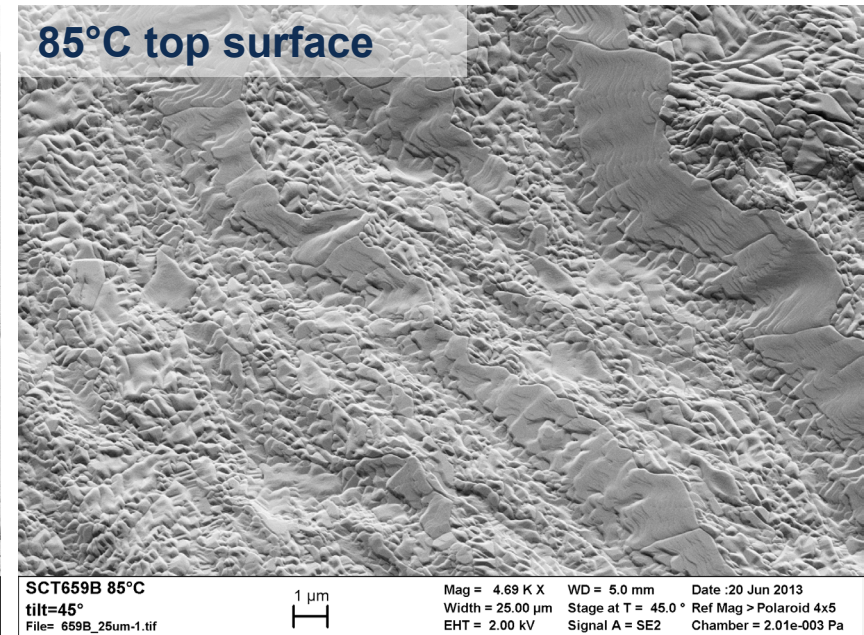 85°C top surface
SCT659B 85°C
tilt=45°
File= 659B_25um-1.tif
1 µm
Mag = 4.69 K X WD = 5.0 mm Date :20 Jun 2013
Width = 25.00 µm Stage at T = 45.0 ° Ref Mag > Polaroid 4x5
EHT = 2.00 kV Signal A = SE2 Chamber = 2.01e-003 Pa